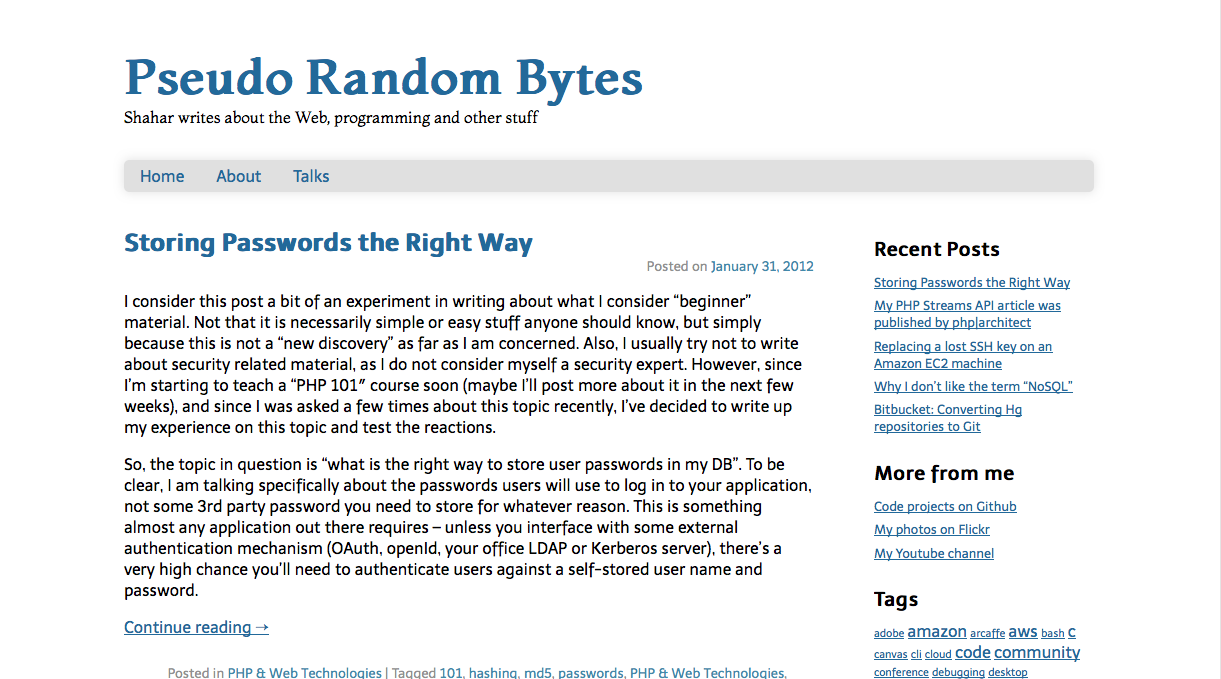 Pseudo Random Bytes
Shahar writes about the Web, programming and other stuff
Home About Talks
Storing Passwords the Right Way
Posted on January 31, 2012
I consider this post a bit of an experiment in writing about what I consider “beginner”
material. Not that it is necessarily simple or easy stuff anyone should know, but simply
because this is not a “new discovery” as far as I am concerned. Also, I usually try not to write
about security related material, as I do not consider myself a security expert. However, since
I’m starting to teach a “PHP 101″ course soon (maybe I’ll post more about it in the next few
weeks), and since I was asked a few times about this topic recently, I’ve decided to write up
my experience on this topic and test the reactions.
So, the topic in question is “what is the right way to store user passwords in my DB”. To be
clear, I am talking specifically about the passwords users will use to log in to your application,
not some 3rd party password you need to store for whatever reason. This is something
almost any application out there requires – unless you interface with some external
authentication mechanism (OAuth, openId, your office LDAP or Kerberos server), there’s a
very high chance you’ll need to authenticate users against a self-stored user name and
password.
Continue reading →
Posted in PHP & Web Technologies | Tagged 101, hashing, md5, passwords, PHP & Web Technologies,
Recent Posts
Storing Passwords the Right Way
My PHP Streams API article was
published by php|architect
Replacing a lost SSH key on an
Amazon EC2 machine
Why I don’t like the term “NoSQL”
Bitbucket: Converting Hg
repositories to Git
More from me
Code projects on Github
My photos on Flickr
My Youtube channel
Tags
adobe amazon arcaffe aws bash c
canvas cli cloud code community
conference debugging desktop